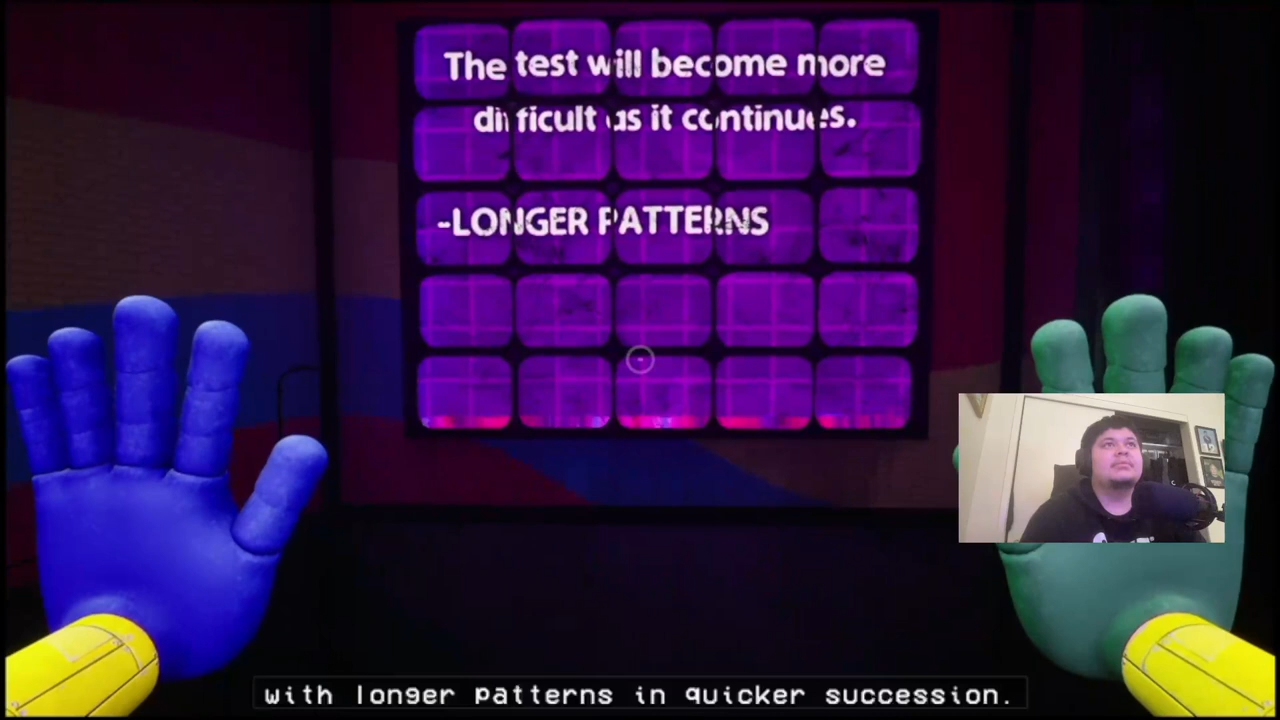 The test will become more
difficult as it continues.
-LONGER PATTERNS
with longer patterns in quicker succession.